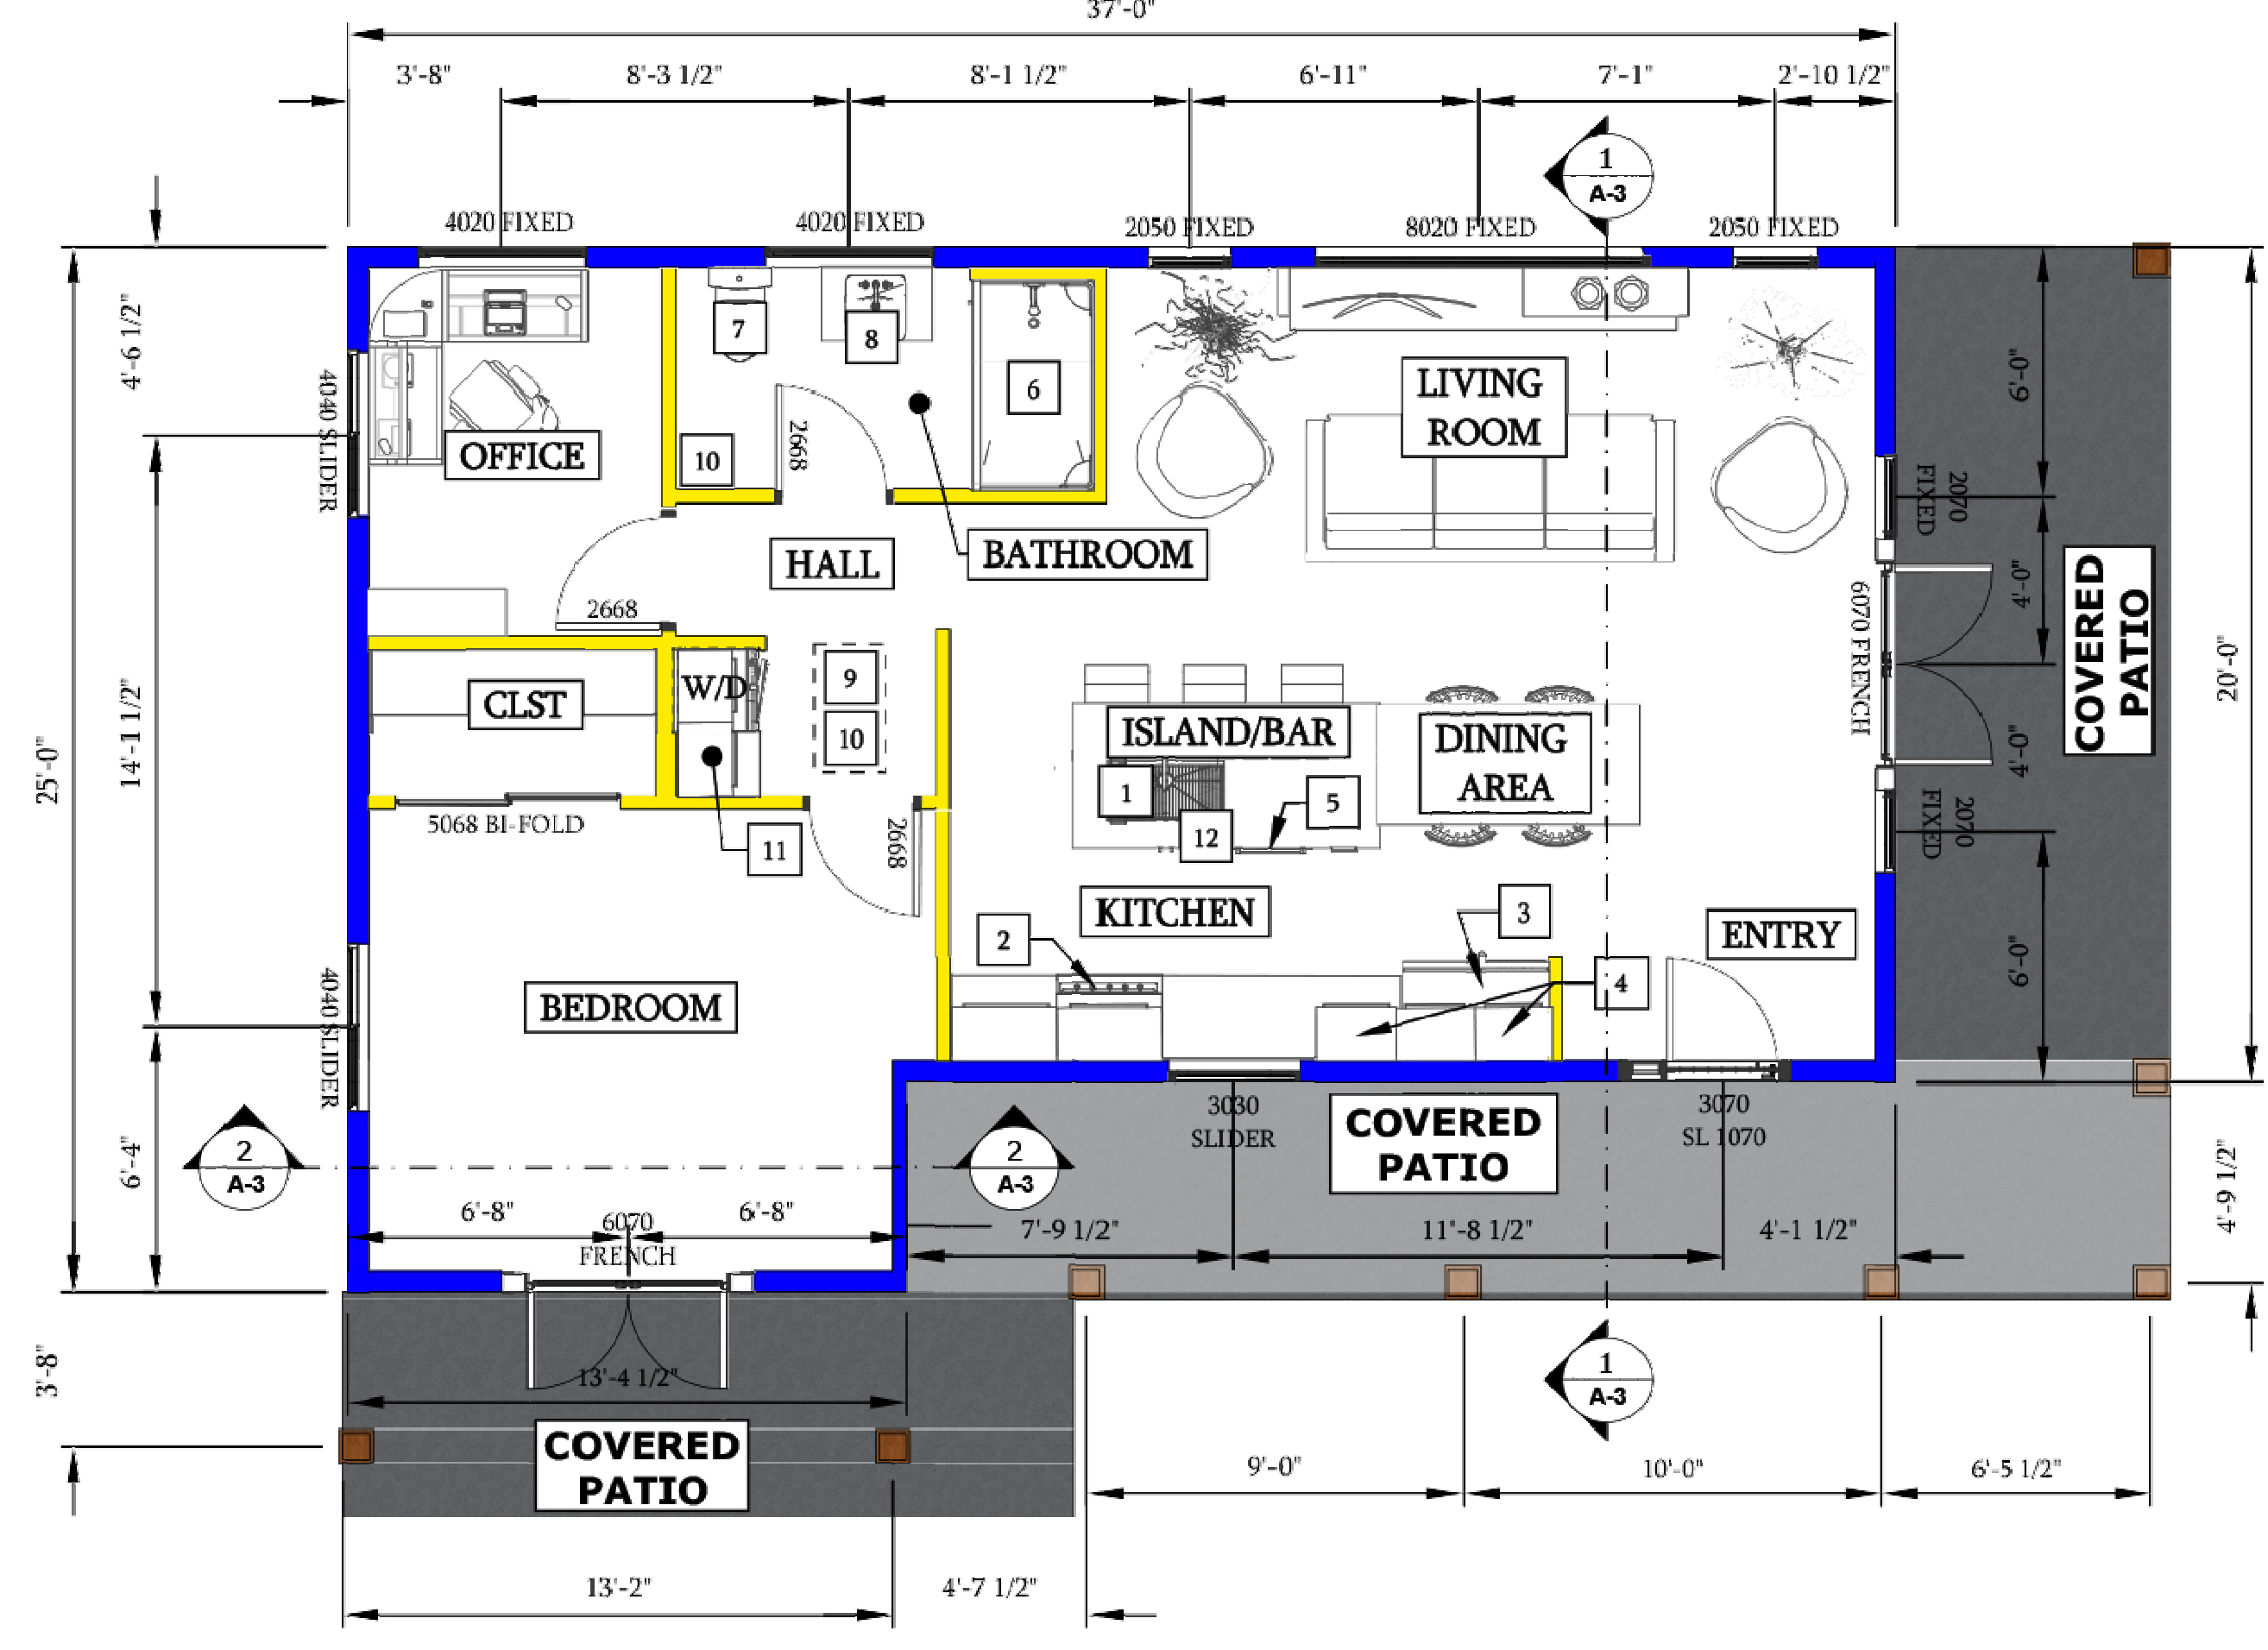 37'-0"
3'-8"
8'-3 1/2"
8'-1 1/2"
6'-11"
7'-1"
2'-10 1/2"
1
A-3
4020 FIXED
4020 FIXED
2050 FIXED
8020 FIXED
2050 FIXED
4'-6 1/2"
14'-1 1/2"
25'-0"
6'-4"
3'-8"
4040 SLIDER
4040 SLIDER
7
8
6
10
2668
OFFICE
LIVING
ROOM
HALL
BATHROOM
2668
CLST
W/D
9
10
11
5068 BI-FOLD
2668
ISLAND/BAR
1
12
5
DINING
AREA
KITCHEN
2
3
4
ENTRY
BEDROOM
2070
FIXED
6070 FRENCH
2070
FIXED
6'-0"
4'-0"
4'-0"
6'-0"
COVERED
PATIO
20'-0"
4'-9 1/2"
2
A-3
2
A-3
3030
SLIDER
COVERED
PATIO
3070
SL 1070
6'-8"
6070
FRENCH
6'-8"
7'-9 1/2"
11'-8 1/2"
4'-1 1/2"
13'-4 1/2"
COVERED
PATIO
1
A-3
9'-0"
10'-0"
6'-5 1/2"
13'-2"
4'-7 1/2"